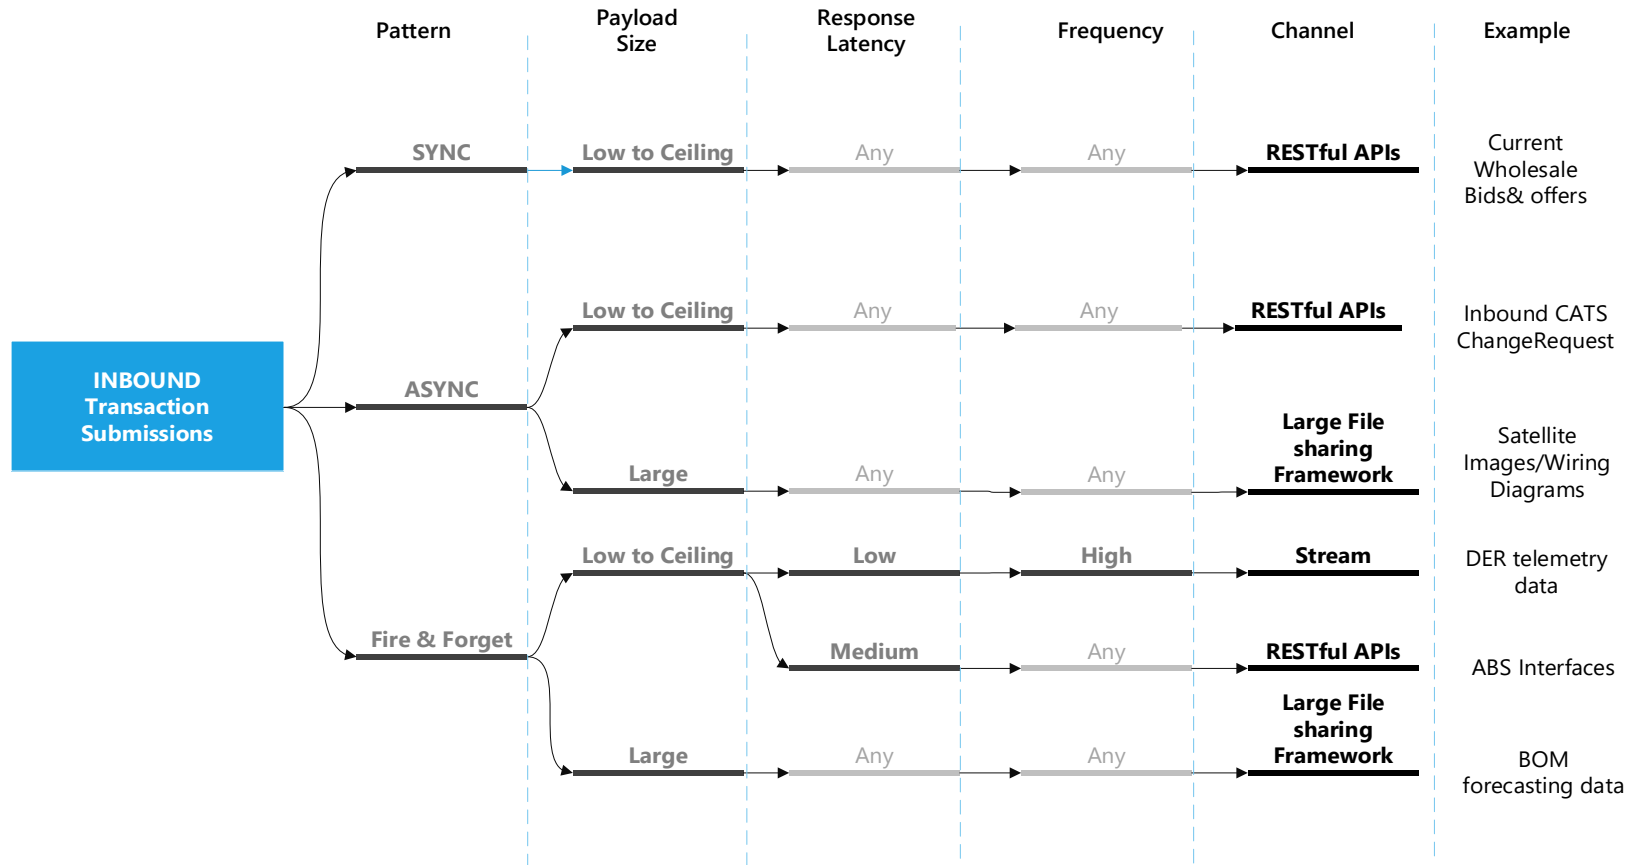 Pattern
Payload
Size
Response
Latency
Frequency
Channel
Example
SYNC
Low to Ceiling
Any
Any
RESTful APIs
Current
Wholesale
Bids& offers
INBOUND
Transaction
Submissions
ASYNC
Low to Ceiling
Any
Any
RESTful APIs
Inbound CATS
ChangeRequest
Large
Any
Any
Large File
sharing
Framework
Satellite
Images/Wiring
Diagrams
Fire & Forget
Low to Ceiling
Low
High
Stream
DER telemetry
data
Medium
Any
RESTful APIs
ABS Interfaces
Large
Any
Any
Large File
sharing
Framework
BOM
forecasting data